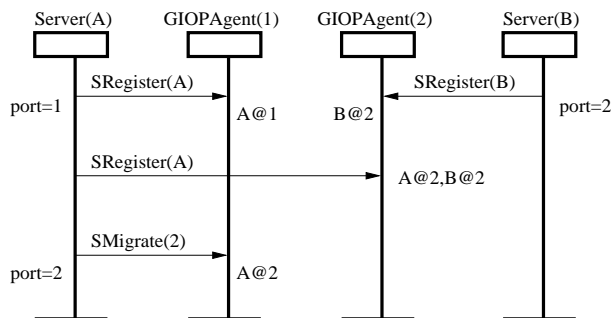 Server(A) GIOPAgent(1) GIOPAgent(2) Server(B)
SRegister(A) SRegister(B)
port=1 A@1 B@2 port=2
SRegister(A)
A@2,B@2
SMigrate(2)
port=2 A@2